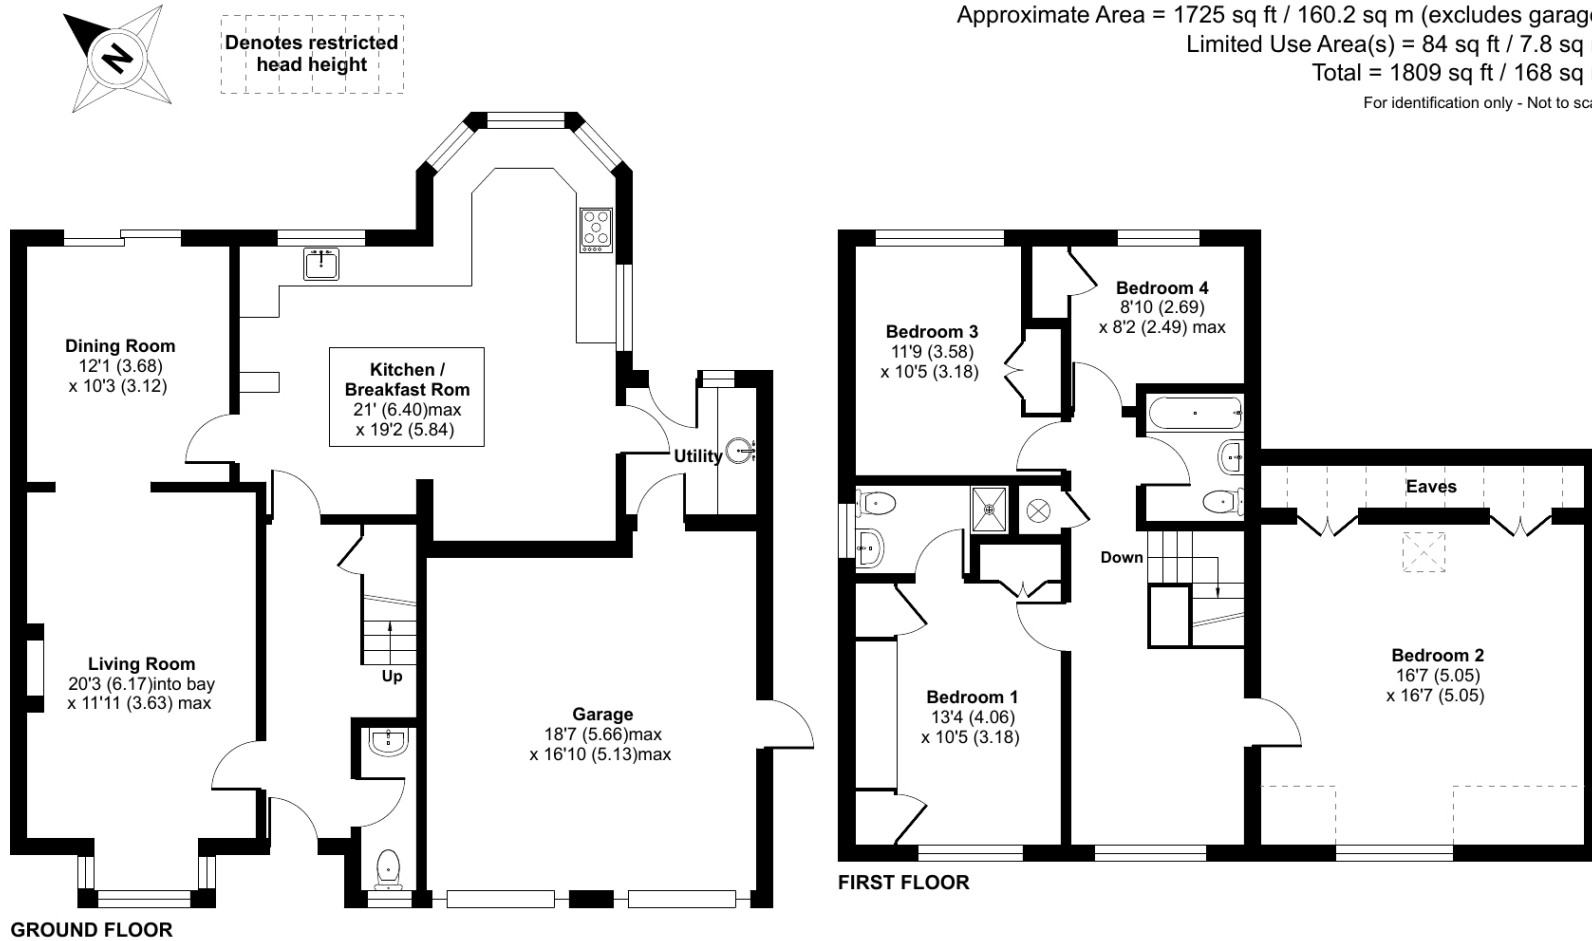 Approximate Area = 1725 sq ft / 160.2 sq m (excludes garage
Limited Use Area(s) = 84 sq ft / 7.8 sq
Total = 1809 sq ft / 168 sq
For identification only - Not to sca
N
Denotes restricted
head height
Dining Room
12'1 (3.68)
x 10'3 (3.12)
Kitchen /
Breakfast Rom
21' (6.40)max
x 19'2 (5.84)
Utility
Living Room
20'3 (6.17)into bay
x 11'11 (3.63) max
Up
Garage
18'7 (5.66)max
x 16'10 (5.13)max
GROUND FLOOR
Bedroom 3
11'9 (3.58)
x 10'5 (3.18)
Bedroom 4
8'10 (2.69)
x 8'2 (2.49) max
Eaves
Down
Bedroom 1
13'4 (4.06)
x 10'5 (3.18)
Bedroom 2
16'7 (5.05)
x 16'7 (5.05)
FIRST FLOOR